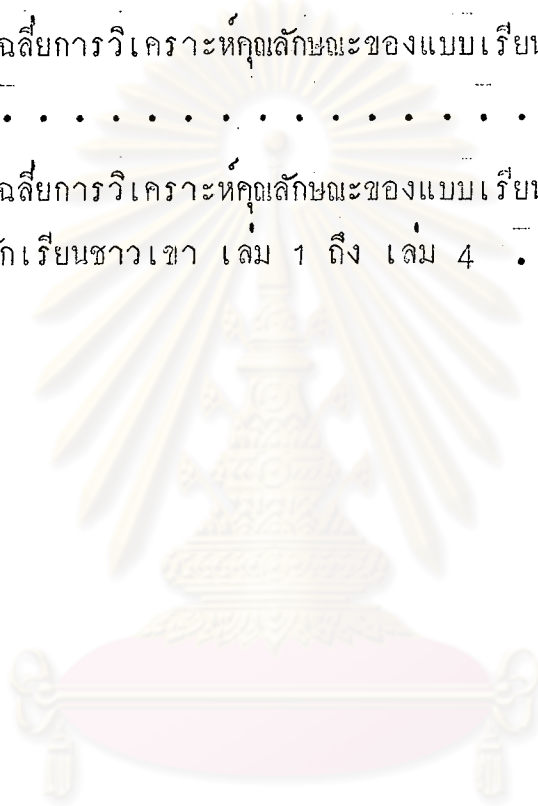 ฉลี่ยการวิเคราะห์คุณลักษณะของแบบเรียน
. . . . . . . . . . . . . . . .
ฉลี่ยการวิเคราะห์คุณลักษณะของแบบเรียน
กเรียนชาวเขา เล่ม 1 ถึง เล่ม 4 .